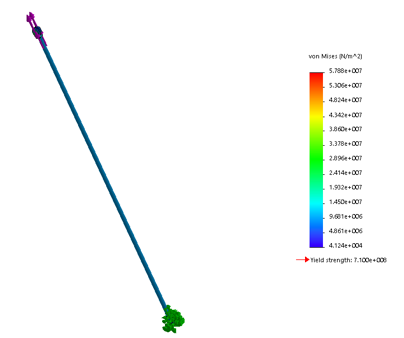 von Mises (N/m^2)
5.788e+007
5.306e+007
4.824e+007
4.342e+007
3.860e+007
3.378e+007
2.896e+007
2.414e+007
1.932e+007
1.450e+007
9.681e+006
4.861e+006
4.124e+004
Yield strength: 7.100e+008